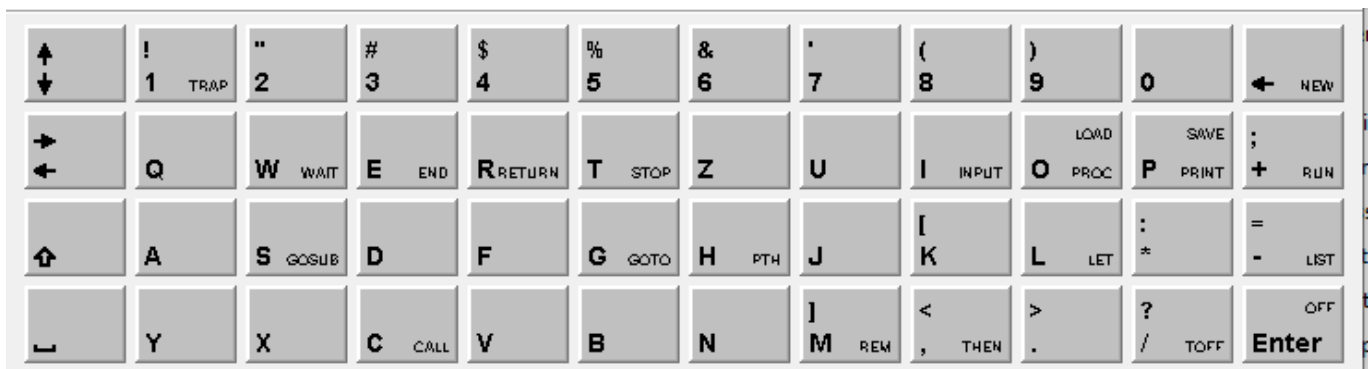 ! " # $ % & ' ( )
1 TRAP 2 3 4 5 6 7 8 9 0 NEW
LOAD SAVE ;
Q W WAIT E END R RETURN T STOP Z U I INPUT O PROC P PRINT + RUN
[ : =
A S GOSUB D F G GOTO H PTH J K L LET * - LIST
] < > ? OFF
Y X C CALL V B N M REM , THEN . / TOFF Enter